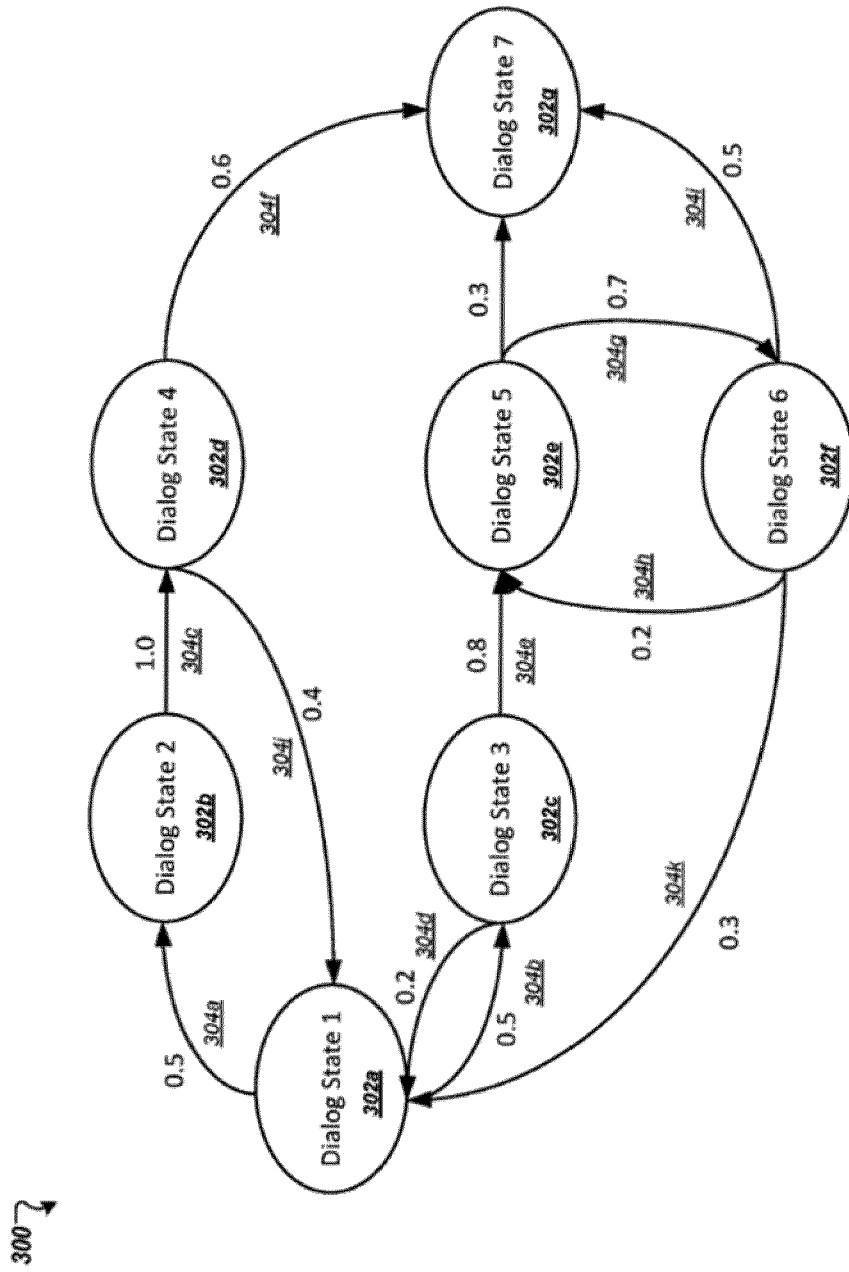 300
Dialog State 1
302a
0.5
304a
0.5
304b
0.2
304d
Dialog State 2
302b
1.0
304c
Dialog State 3
302c
0.8
304e
Dialog State 4
302d
0.4
0.6
304f
Dialog State 5
302e
0.3
0.7
304g
Dialog State 6
302f
0.2
304h
0.5
0.3
304k
Dialog State 7
302g